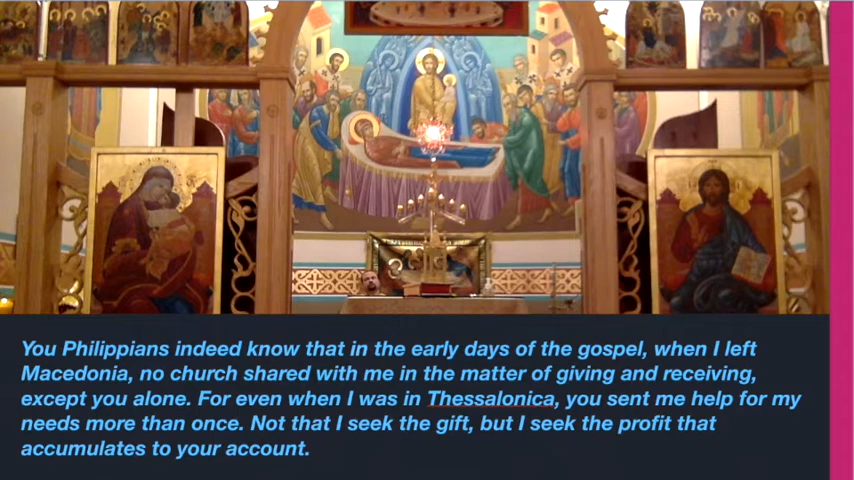 You Philippians indeed know that in the early days of the gospel, when I left
Macedonia, no church shared with me in the matter of giving and receiving,
except you alone. For even when I was in Thessalonica, you sent me help for my
needs more than once. Not that I seek the gift, but I seek the profit that
accumulates to your account.